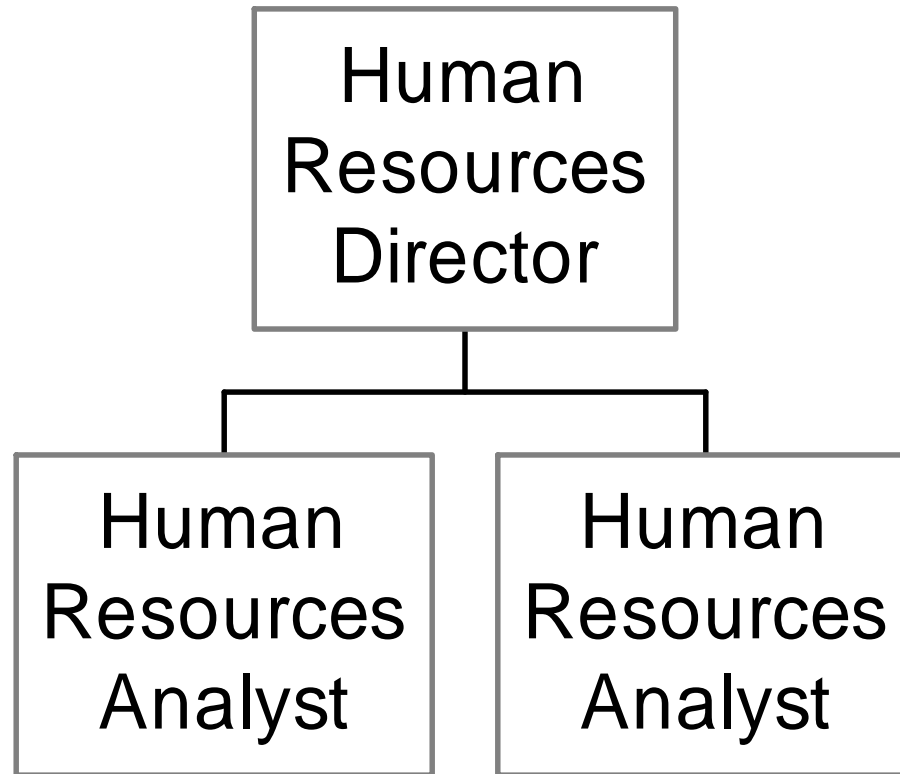 Human
Resources
Director
Human
Resources
Analyst
Human
Resources
Analyst